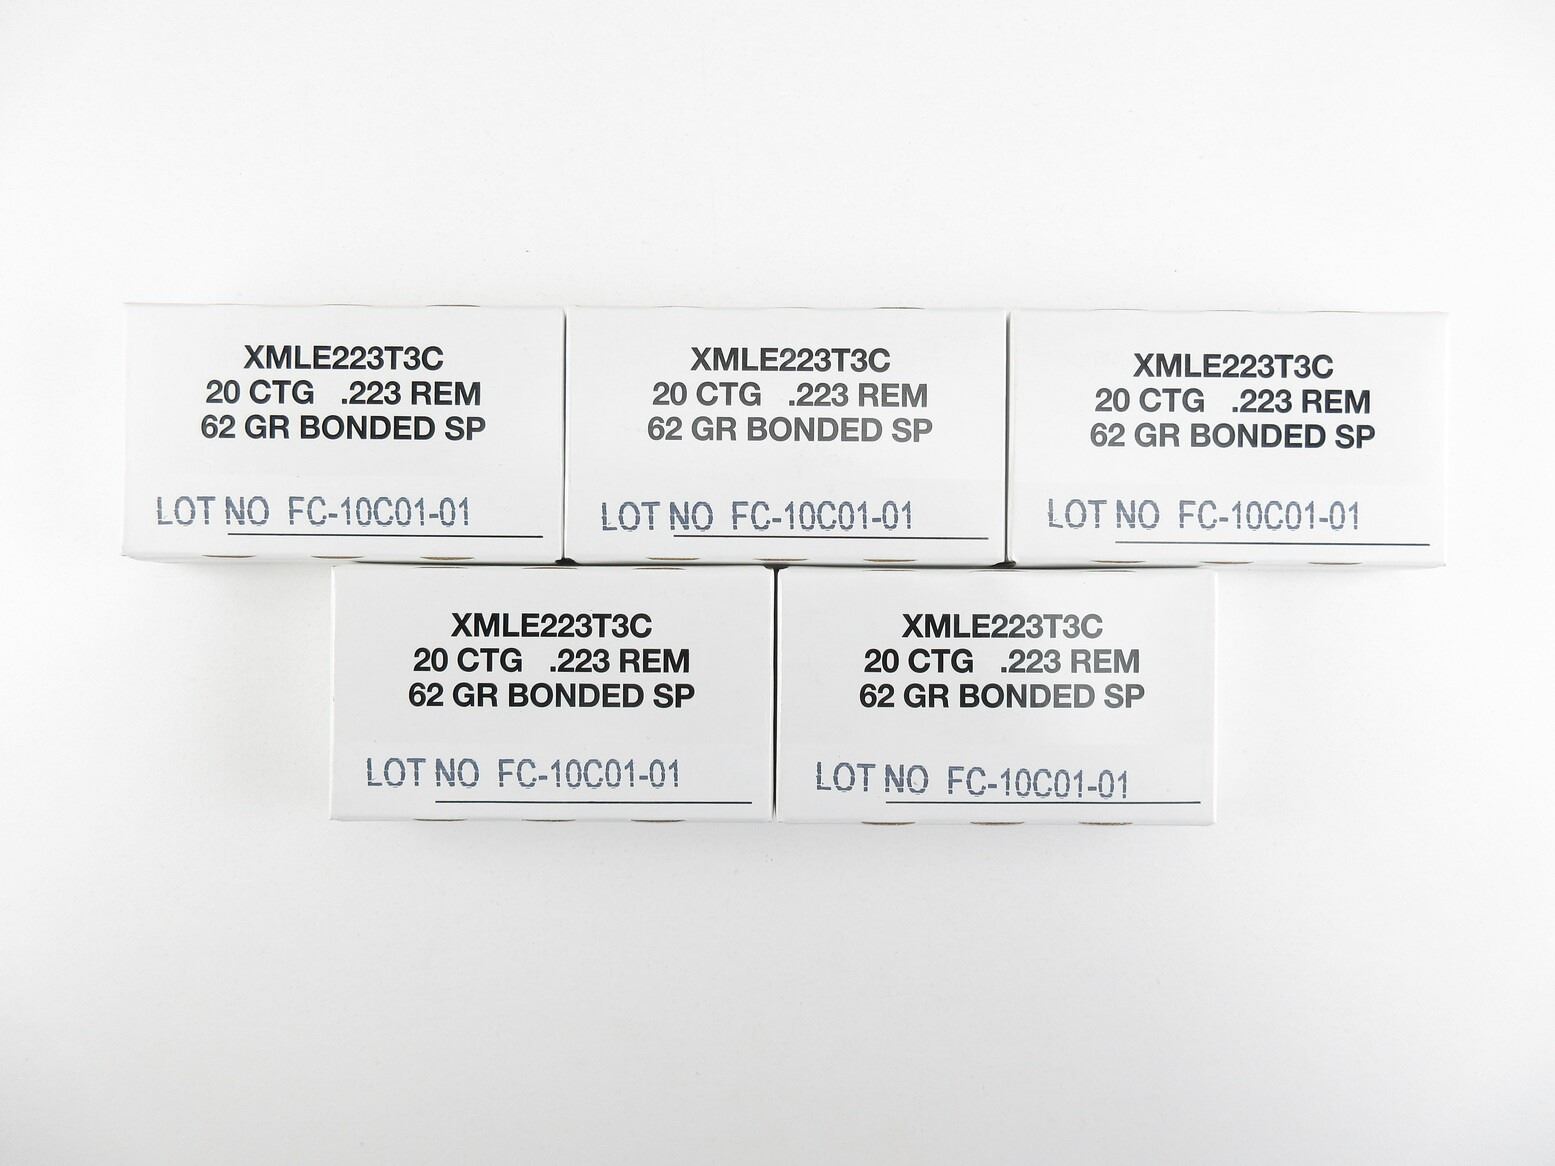 XMLE223T3C
20 CTG .223 REM
62 GR BONDED SP
LOT NO FC-10C01-01
XMLE223T3C
20 CTG .223 REM
62 GR BONDED SP
LOT NO FC-10C01-01
XMLE223T3C
20 CTG .223 REM
62 GR BONDED SP
LOT NO FC-10C01-01
XMLE223T3C
20 CTG .223 REM
62 GR BONDED SP
LOT NO FC-10C01-01
XMLE223T3C
20 CTG .223 REM
62 GR BONDED SP
LOT NO FC-10C01-01